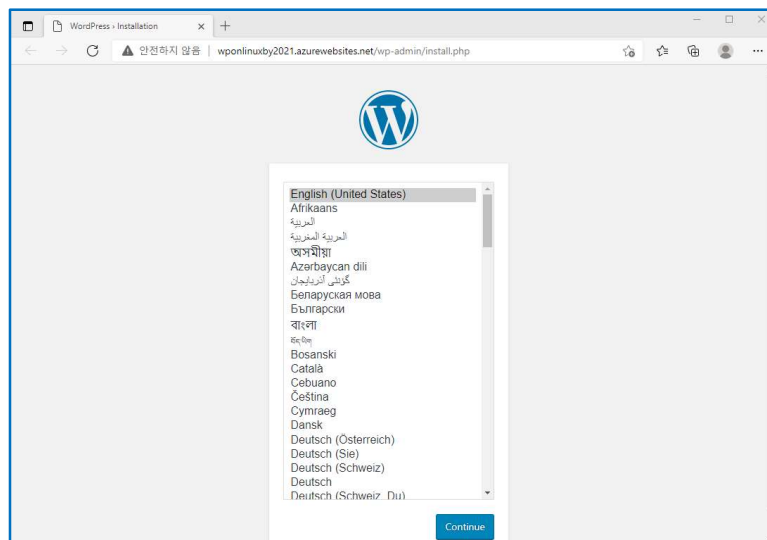 WordPress › Installation
안전하지 않음 | wponlinuxby2021.azurewebsites.net/wp-admin/install.php
English (United States)
Afrikaans
العربية
العربية المغربية
অসমীয়া
Azərbaycan dili
گؤنئی آذربایجان
Беларуская мова
Български
বাংলা
བོད་ཡིག
Bosanski
Català
Cebuano
Čeština
Cymraeg
Dansk
Deutsch (Österreich)
Deutsch (Sie)
Deutsch (Schweiz)
Deutsch
Deutsch (Schweiz, Du)
Continue